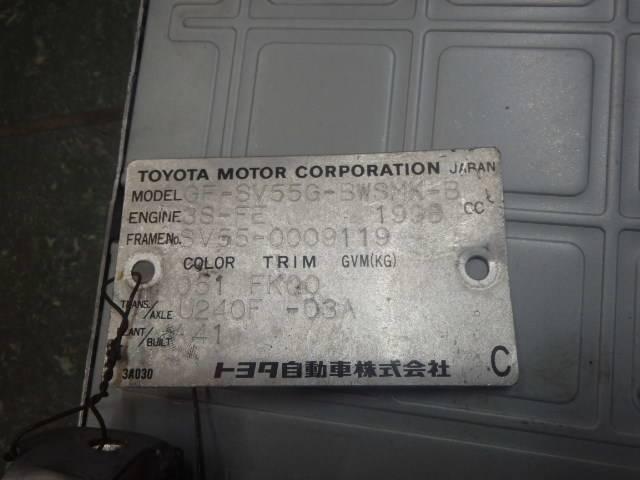 TOYOTA MOTOR CORPORATION JAPAN
MODEL GF-SV55G-BWSMK-B
ENGINE 3S-FE 1998 CC
FRAME No. SV55-0009119
COLOR TRIM GVM(KG)
051 FK00
TRANS./AXLE U240F -03A
PLANT/BUILT A41
3A030 トヨタ自動車株式会社 C